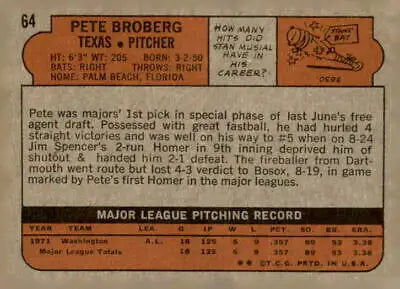 64
PETE BROBERG
TEXAS • PITCHER
HT: 6'3" WT: 205 BORN: 3-2-50
BATS: RIGHT THROWS: RIGHT
HOME: PALM BEACH, FLORIDA
HOW MANY
HITS DID
STAN MUSIAL
HAVE IN
HIS
CAREER?
STANS'
BAT
3630
Pete was majors' 1st pick in special phase of last June's free
agent draft. Possessed with great fastball, he had hurled 4
straight victories and was well on his way to #5 when on 8-24
Jim Spencer's 2-run Homer in 9th inning deprived him of
shutout & handed him 2-1 defeat. The fireballer from Dart-
mouth went route but lost 4-3 verdict to Bosox, 8-19, in game
marked by Pete's first Homer in the major leagues.
MAJOR LEAGUE PITCHING RECORD
YEAR TEAM LEA. G IP W L PCT. R SO ERA
1971 Washington A.L. 18 125 5 9 .357 89 3.38
Major League Totals 18 125 5 9 .357 89 3.38
** © T.C.G. PRTD. IN U.S.A.